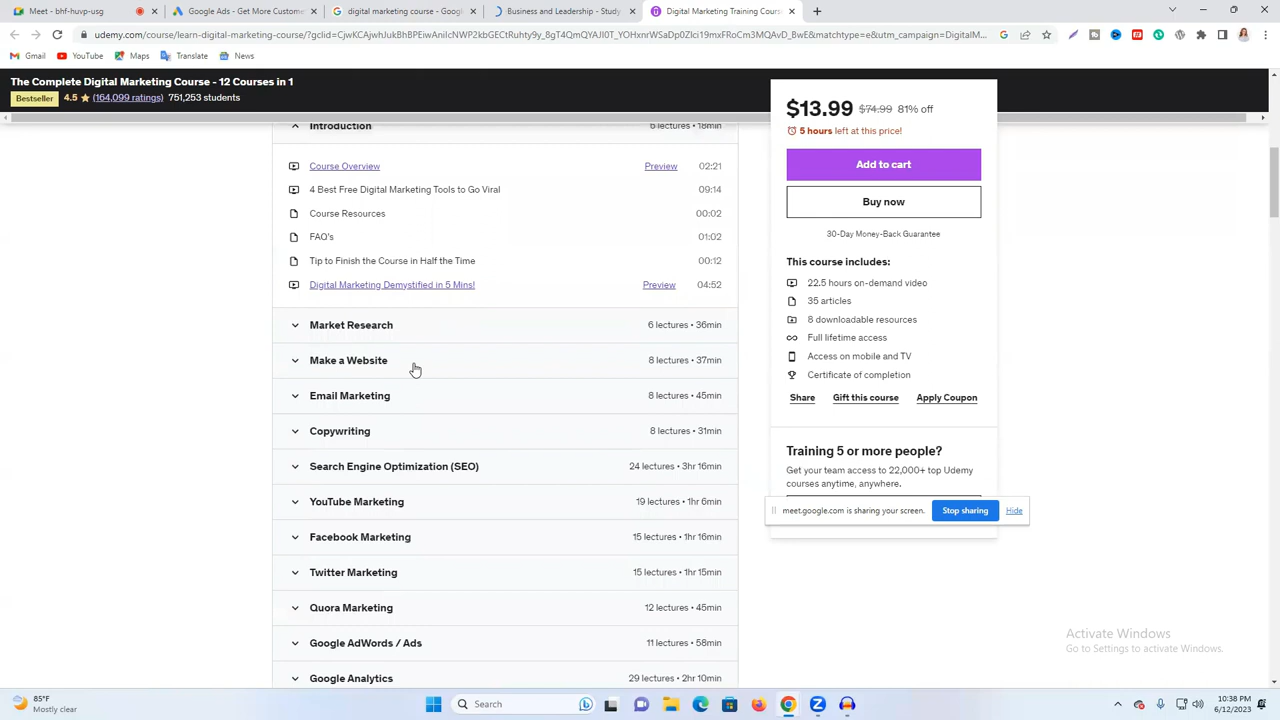 Meet - bhf-huvp-usg
Google Ads - Get More Custome
digital marketing course - Googl
Business and Leadership - Study
Digital Marketing Training Cours
udemy.com/course/learn-digital-marketing-course/?gclid=
Gmail
YouTube
Maps
Translate
News
The Complete Digital Marketing Course - 12 Courses in 1
Bestseller
4.5 ★ (164,099 ratings) 751,253 students
Introduction
6 lectures • 18min
Course Overview
Preview
02:21
4 Best Free Digital Marketing Tools to Go Viral
09:14
Course Resources
00:02
FAQ's
01:02
Tip to Finish the Course in Half the Time
00:12
Digital Marketing Demystified in 5 Mins!
Preview
04:52
Market Research
6 lectures • 36min
Make a Website
8 lectures • 37min
Email Marketing
8 lectures • 45min
Copywriting
8 lectures • 31min
Search Engine Optimization (SEO)
24 lectures • 3hr 16min
YouTube Marketing
19 lectures • 1hr 6min
Facebook Marketing
15 lectures • 1hr 16min
Twitter Marketing
15 lectures • 1hr 15min
Quora Marketing
12 lectures • 45min
Google AdWords / Ads
11 lectures • 58min
Google Analytics
29 lectures • 2hr 10min
$13.99 $74.99 81% off
5 hours left at this price!
Add to cart
Buy now
30-Day Money-Back Guarantee
This course includes:
22.5 hours on-demand video
35 articles
8 downloadable resources
Full lifetime access
Access on mobile and TV
Certificate of completion
Share
Gift this course
Apply Coupon
Training 5 or more people?
Get your team access to 22,000+ top Udemy
courses anytime, anywhere.
meet.google.com is sharing your screen.
Stop sharing
Hide
Activate Windows
Go to Settings to activate Windows.
85°F
Mostly clear
Search
10:38 PM
6/12/2023